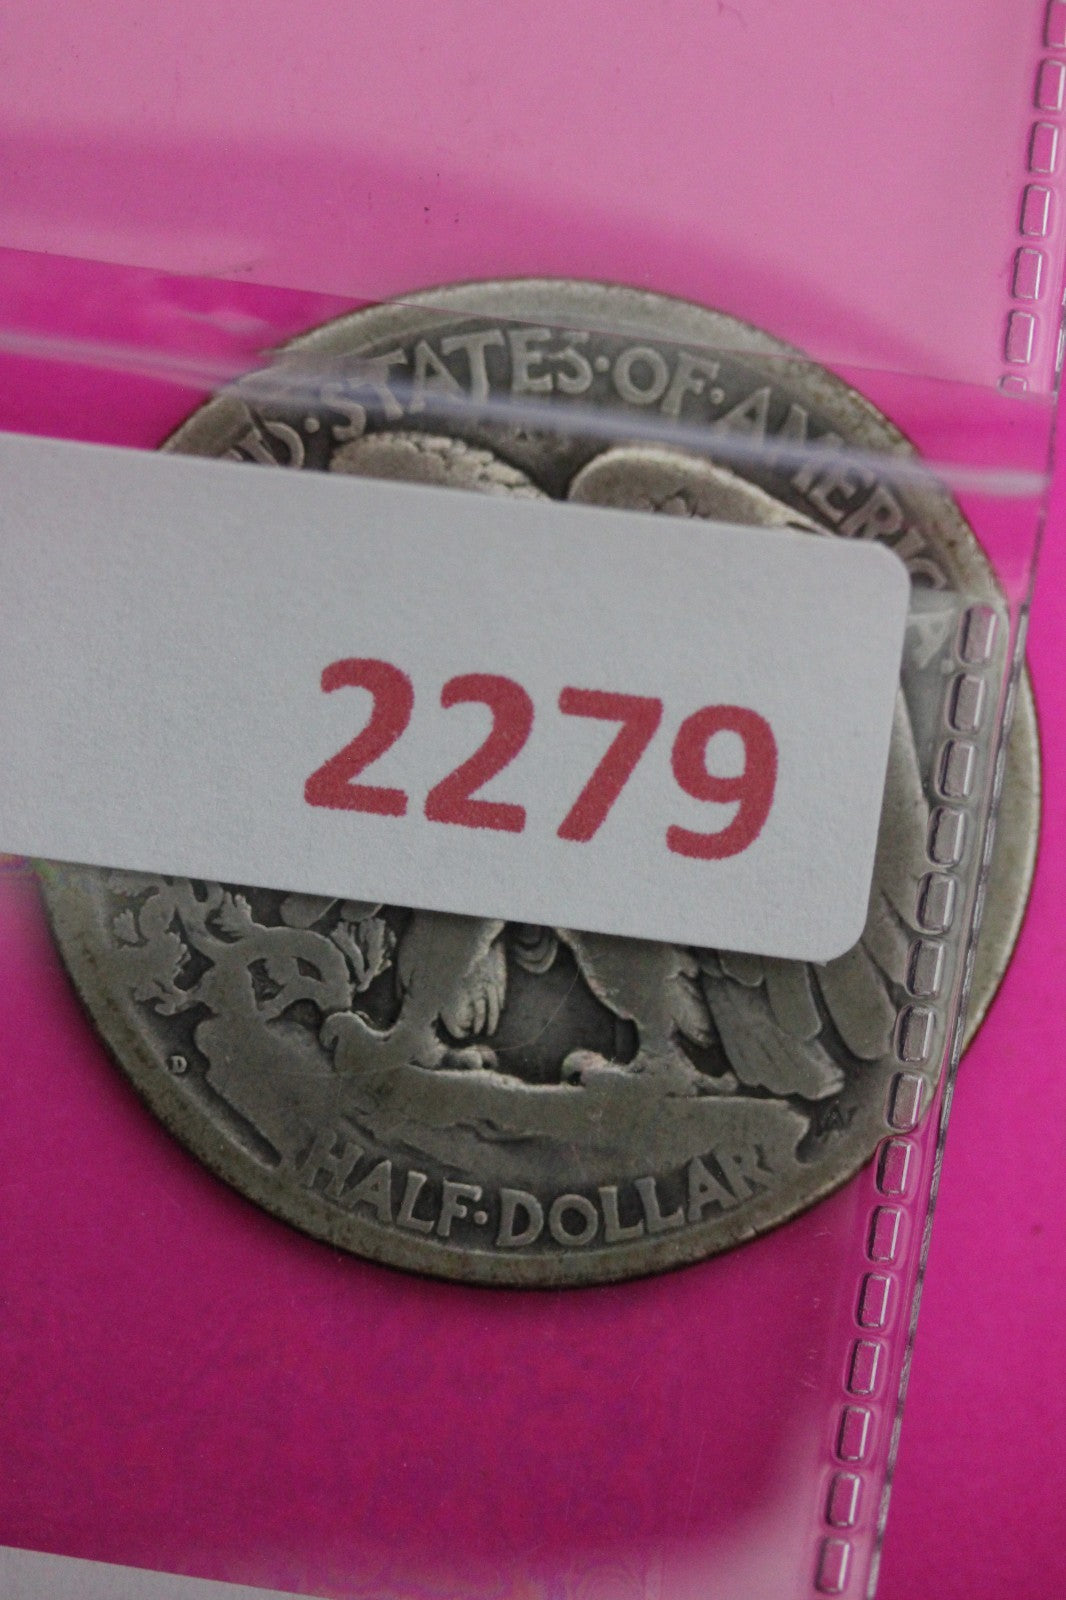 D·STATES·OF·AMERICA
2279
D
HALF·DOLLAR